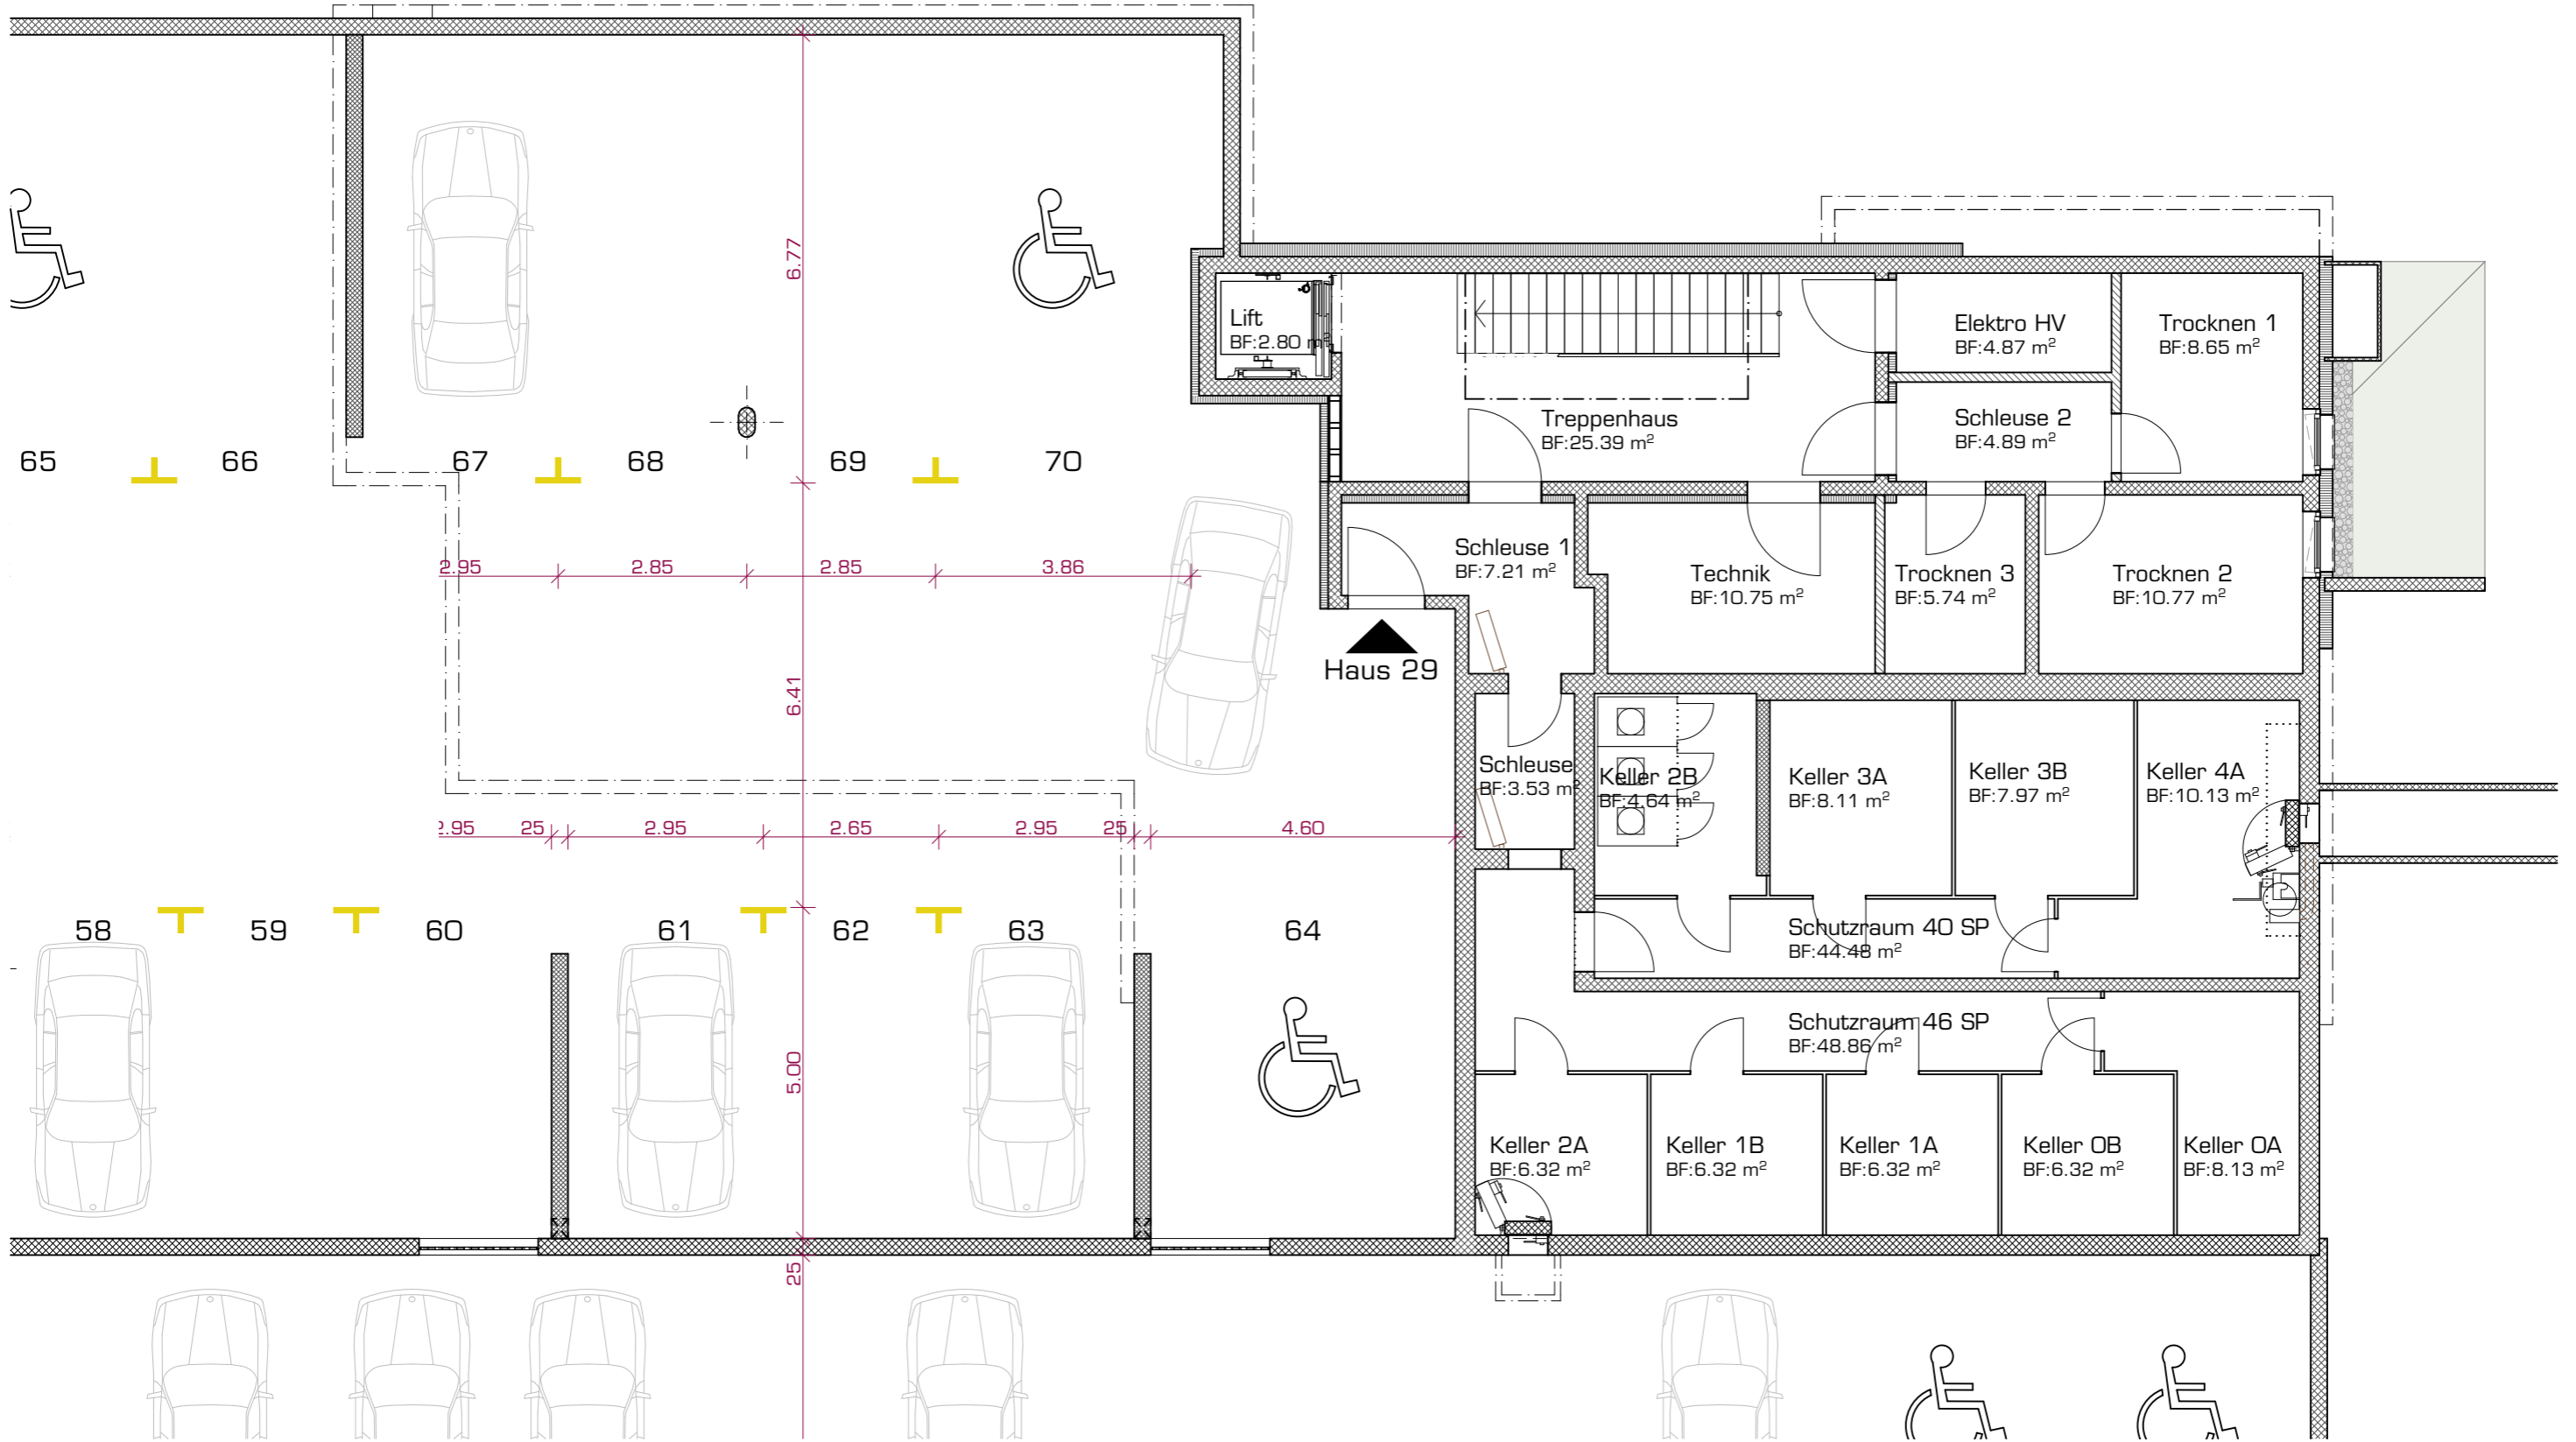 6.77
Lift
BF:2.80 m²
Elektro HV
BF:4.87 m²
Trocknen 1
BF:8.65 m²
Treppenhaus
BF:25.39 m²
Schleuse 2
BF:4.89 m²
65
66
67
68
69
70
2.95
2.85
2.85
3.86
Schleuse 1
BF:7.21 m²
Technik
BF:10.75 m²
Trocknen 3
BF:5.74 m²
Trocknen 2
BF:10.77 m²
Haus 29
6.41
Schleuse
BF:3.53 m²
Keller 2B
BF:4.64 m²
Keller 3A
BF:8.11 m²
Keller 3B
BF:7.97 m²
Keller 4A
BF:10.13 m²
2.95
25
2.95
2.65
2.95
25
4.60
58
59
60
61
62
63
64
Schutzraum 40 SP
BF:44.48 m²
Schutzraum 46 SP
BF:48.86 m²
5.00
Keller 2A
BF:6.32 m²
Keller 1B
BF:6.32 m²
Keller 1A
BF:6.32 m²
Keller 0B
BF:6.32 m²
Keller 0A
BF:8.13 m²
25